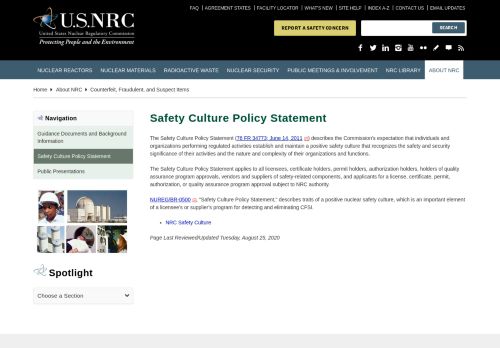 FAQ | AGREEMENT STATES | FACILITY LOCATOR | WHAT'S NEW | SITE HELP | INDEX A-Z | CONTACT US | EMAIL UPDATES
U.S.NRC
United States Nuclear Regulatory Commission
Protecting People and the Environment
REPORT A SAFETY CONCERN
SEARCH
NUCLEAR REACTORS NUCLEAR MATERIALS RADIOACTIVE WASTE NUCLEAR SECURITY PUBLIC MEETINGS & INVOLVEMENT NRC LIBRARY ABOUT NRC
Home About NRC Counterfeit, Fraudulent, and Suspect Items
Navigation
Guidance Documents and Background
Information
Safety Culture Policy Statement
Public Presentations
Spotlight
Choose a Section
Safety Culture Policy Statement
The Safety Culture Policy Statement (76 FR 34773; June 14, 2011) describes the Commission's expectation that individuals and
organizations performing regulated activities establish and maintain a positive safety culture that recognizes the safety and security
significance of their activities and the nature and complexity of their organizations and functions.
The Safety Culture Policy Statement applies to all licensees, certificate holders, permit holders, authorization holders, holders of quality
assurance program approvals, vendors and suppliers of safety-related components, and applicants for a license, certificate, permit,
authorization, or quality assurance program approval subject to NRC authority.
NUREG/BR-0500, "Safety Culture Policy Statement," describes traits of a positive nuclear safety culture, which is an important element
of a licensee's or supplier's program for detecting and eliminating CFSI.
NRC Safety Culture
Page Last Reviewed/Updated Tuesday, August 25, 2020